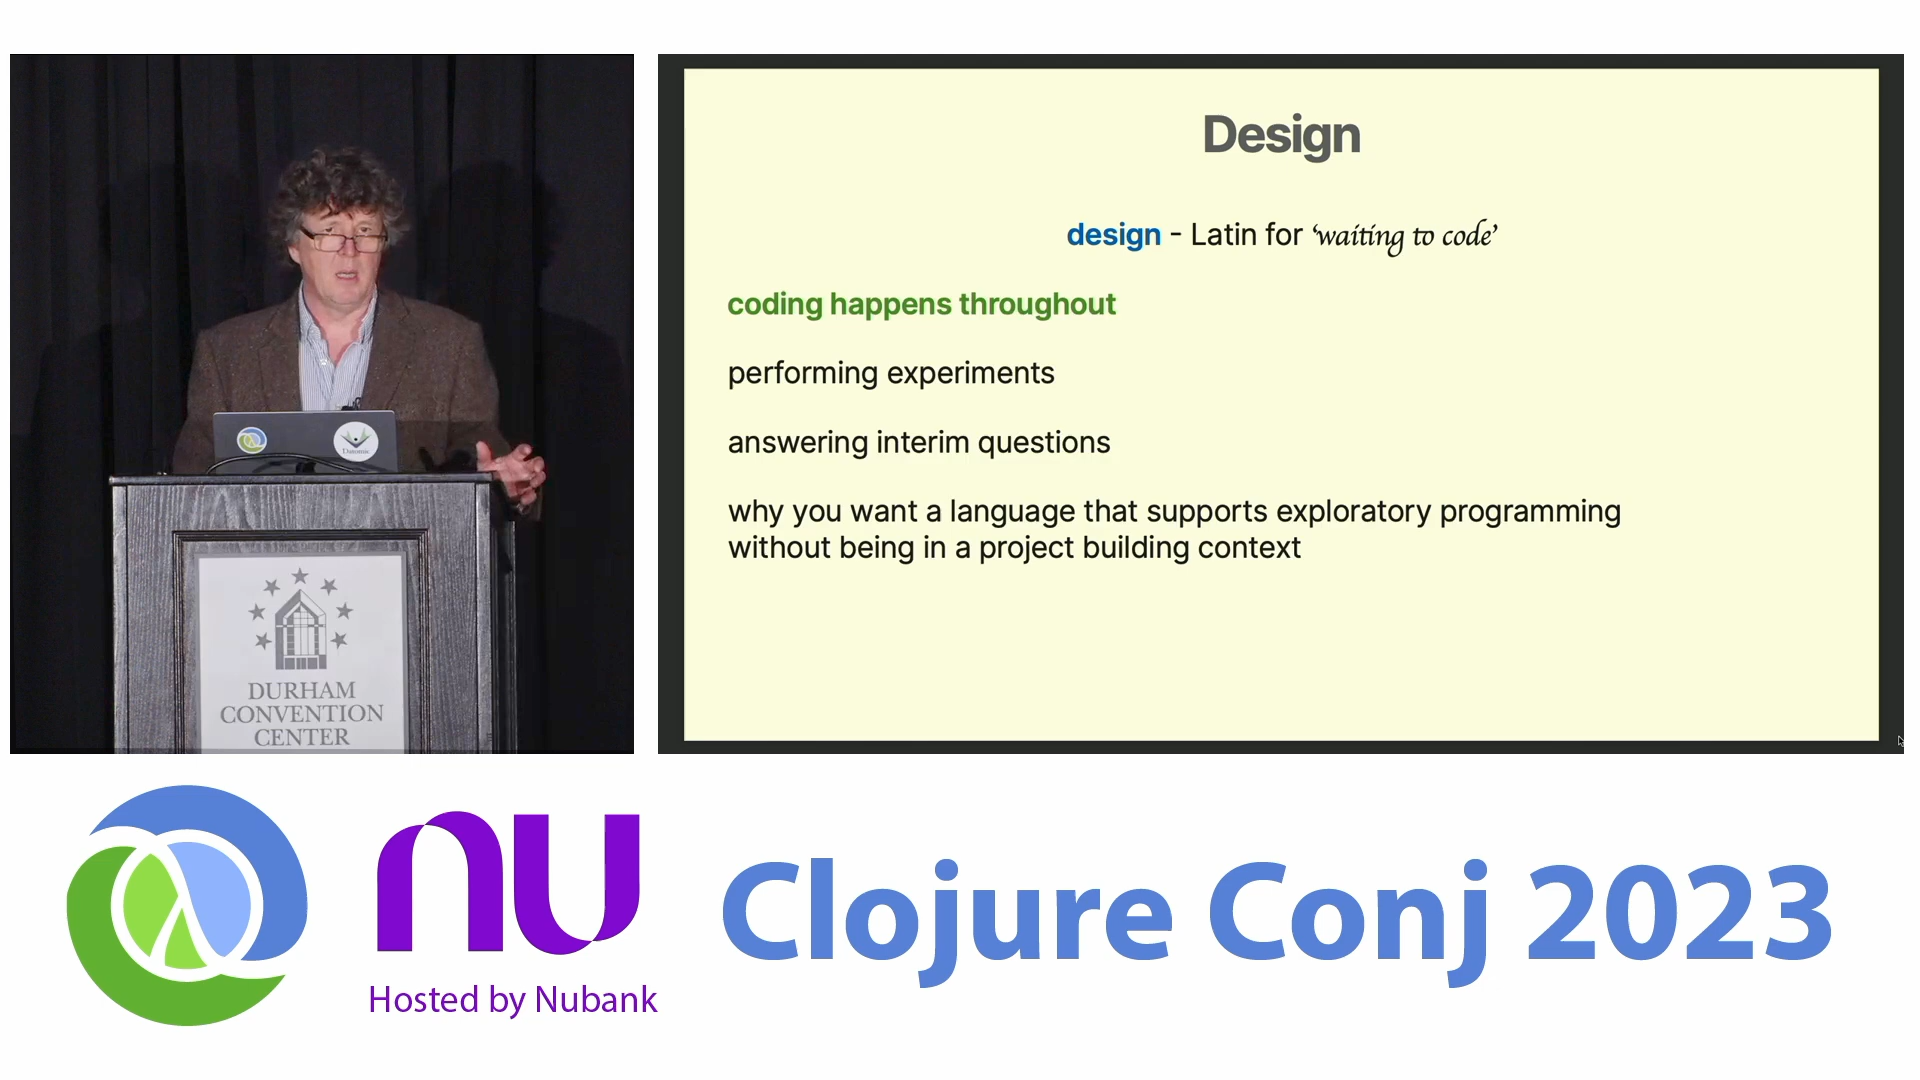 Design
design - Latin for ‘waiting to code’
coding happens throughout
performing experiments
answering interim questions
why you want a language that supports exploratory programming
without being in a project building context
Datomic
DURHAM
CONVENTION
CENTER
nu
Hosted by Nubank
Clojure Conj 2023